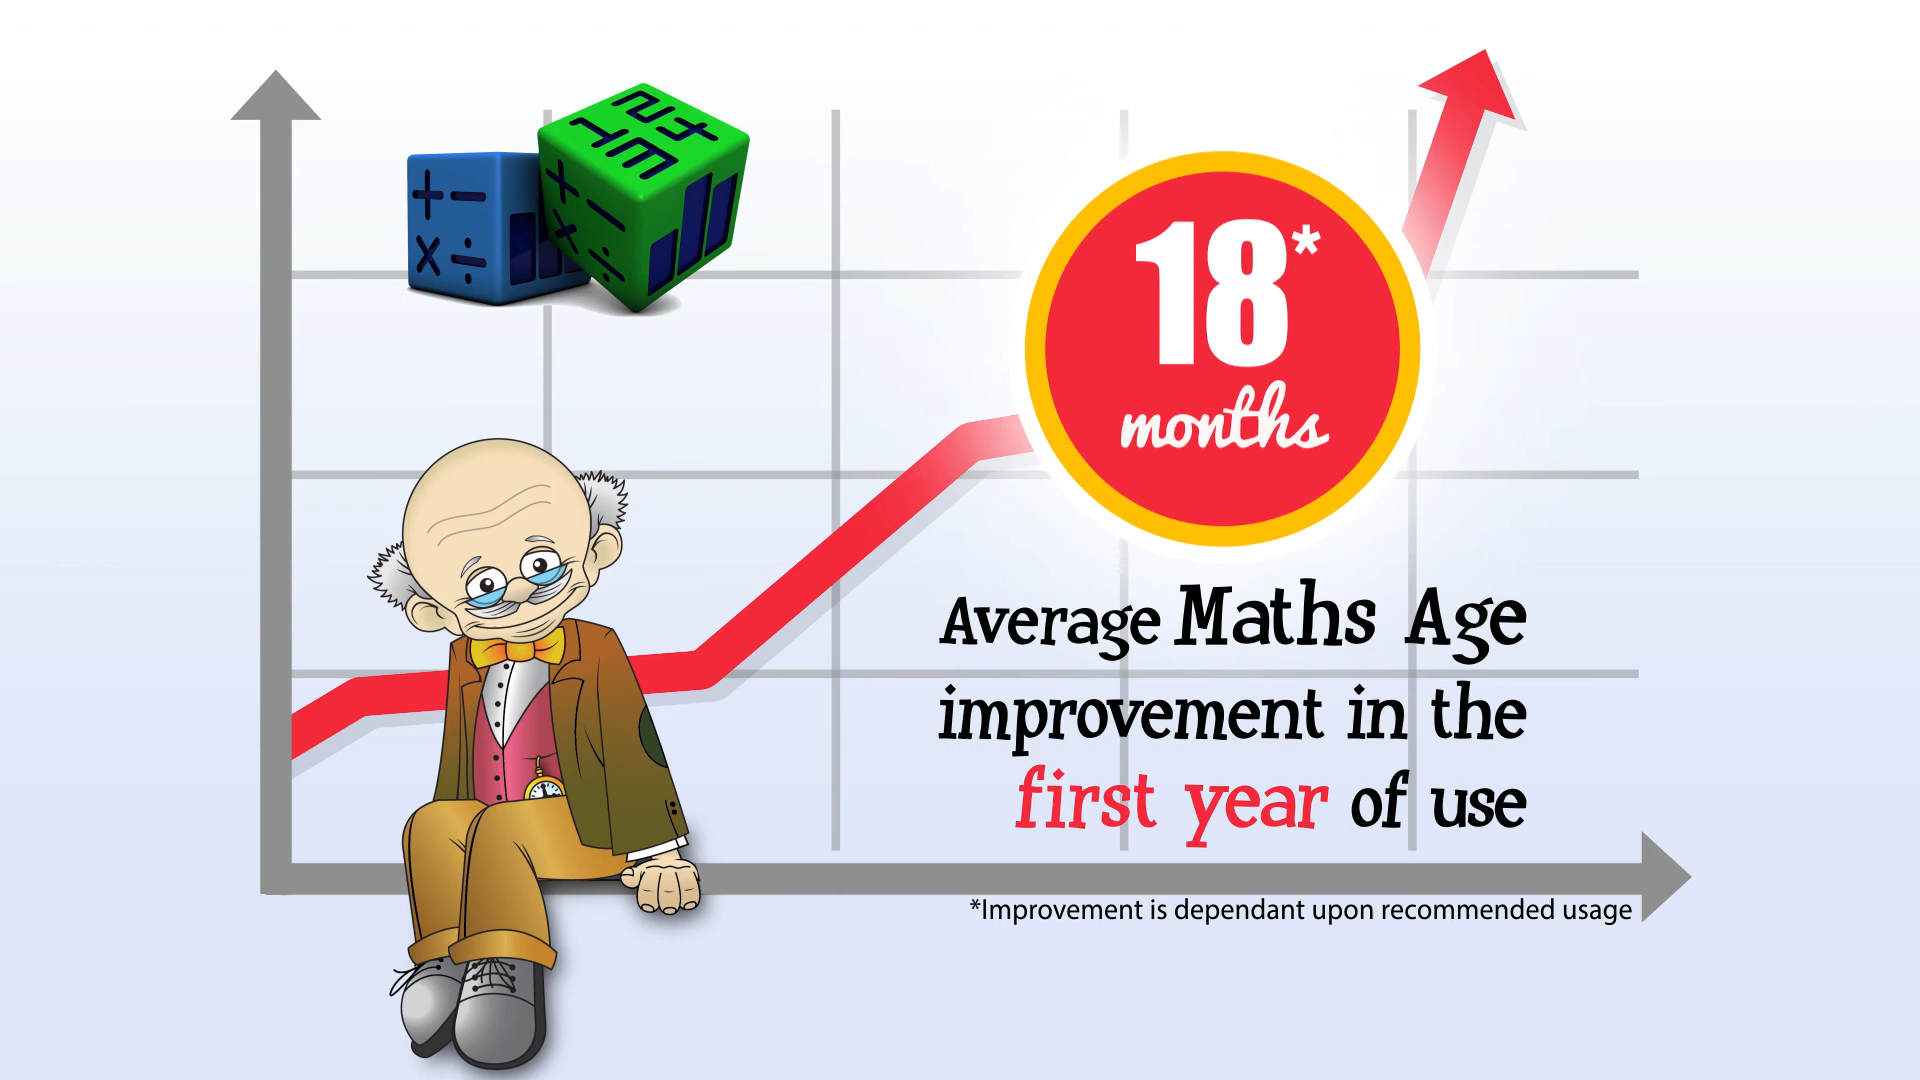 + −
× ÷
+ −
× ÷
18*
months
Average Maths Age
improvement in the
first year of use
*Improvement is dependant upon recommended usage